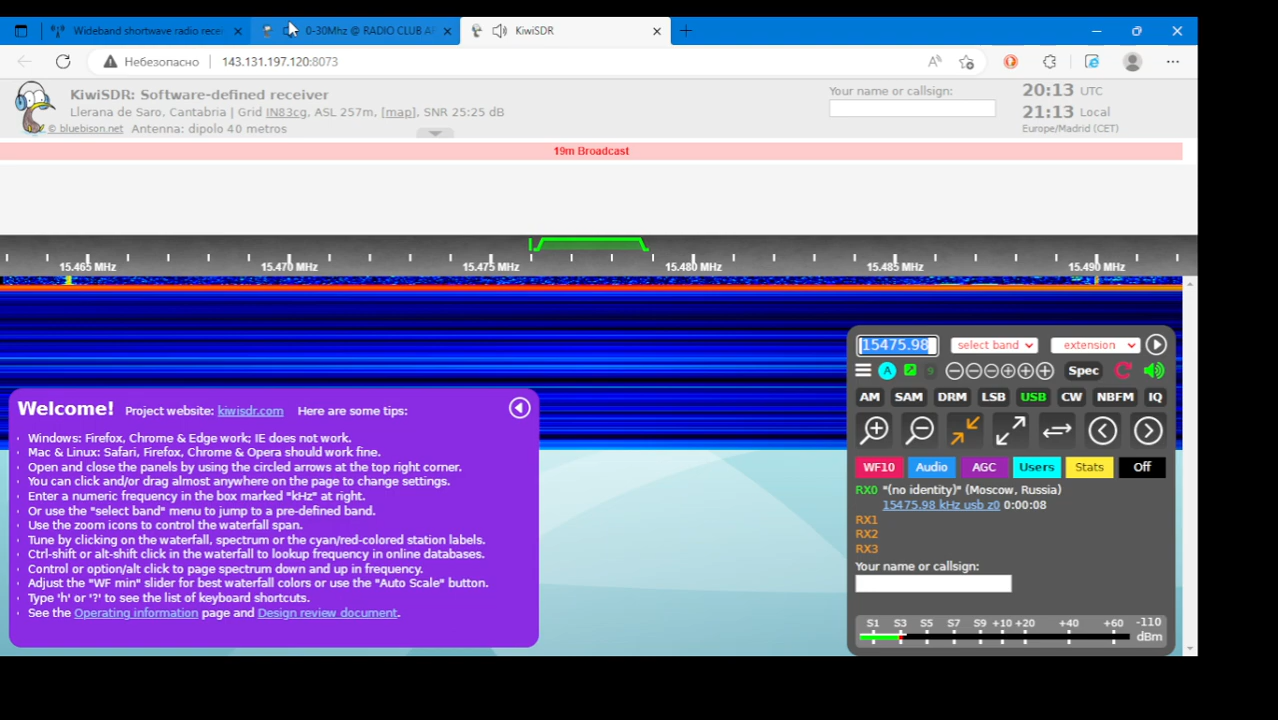 Wideband shortwave radio recei
0-30Mhz @ RADIO CLUB AF
KiwiSDR
Небезопасно
143.131.197.120:8073
KiwiSDR: Software-defined receiver
Llerana de Saro, Cantabria | Grid IN83cg, ASL 257m, [map], SNR 25:25 dB
© bluebison.net Antenna: dipolo 40 metros
Your name or callsign:
20:13 UTC
21:13 Local
Europe/Madrid (CET)
19m Broadcast
15.465 MHz 15.470 MHz 15.475 MHz 15.480 MHz 15.485 MHz 15.490 MHz
15475.98 select band extension
A 9 Spec
AM SAM DRM LSB USB CW NBFM IQ
WF10 Audio AGC Users Stats Off
RX0 "(no identity)" (Moscow, Russia)
15475.98 kHz usb z0 0:00:08
RX1
RX2
RX3
Your name or callsign:
S1 S3 S5 S7 S9 +10 +20 +40 +60 -110
dBm
Welcome! Project website: kiwisdr.com Here are some tips:
Windows: Firefox, Chrome & Edge work; IE does not work.
Mac & Linux: Safari, Firefox, Chrome & Opera should work fine.
Open and close the panels by using the circled arrows at the top right corner.
You can click and/or drag almost anywhere on the page to change settings.
Enter a numeric frequency in the box marked "kHz" at right.
Or use the "select band" menu to jump to a pre-defined band.
Use the zoom icons to control the waterfall span.
Tune by clicking on the waterfall, spectrum or the cyan/red-colored station labels.
Ctrl-shift or alt-shift click in the waterfall to lookup frequency in online databases.
Control or option/alt click to page spectrum down and up in frequency.
Adjust the "WF min" slider for best waterfall colors or use the "Auto Scale" button.
Type 'h' or '?' to see the list of keyboard shortcuts.
See the Operating information page and Design review document.